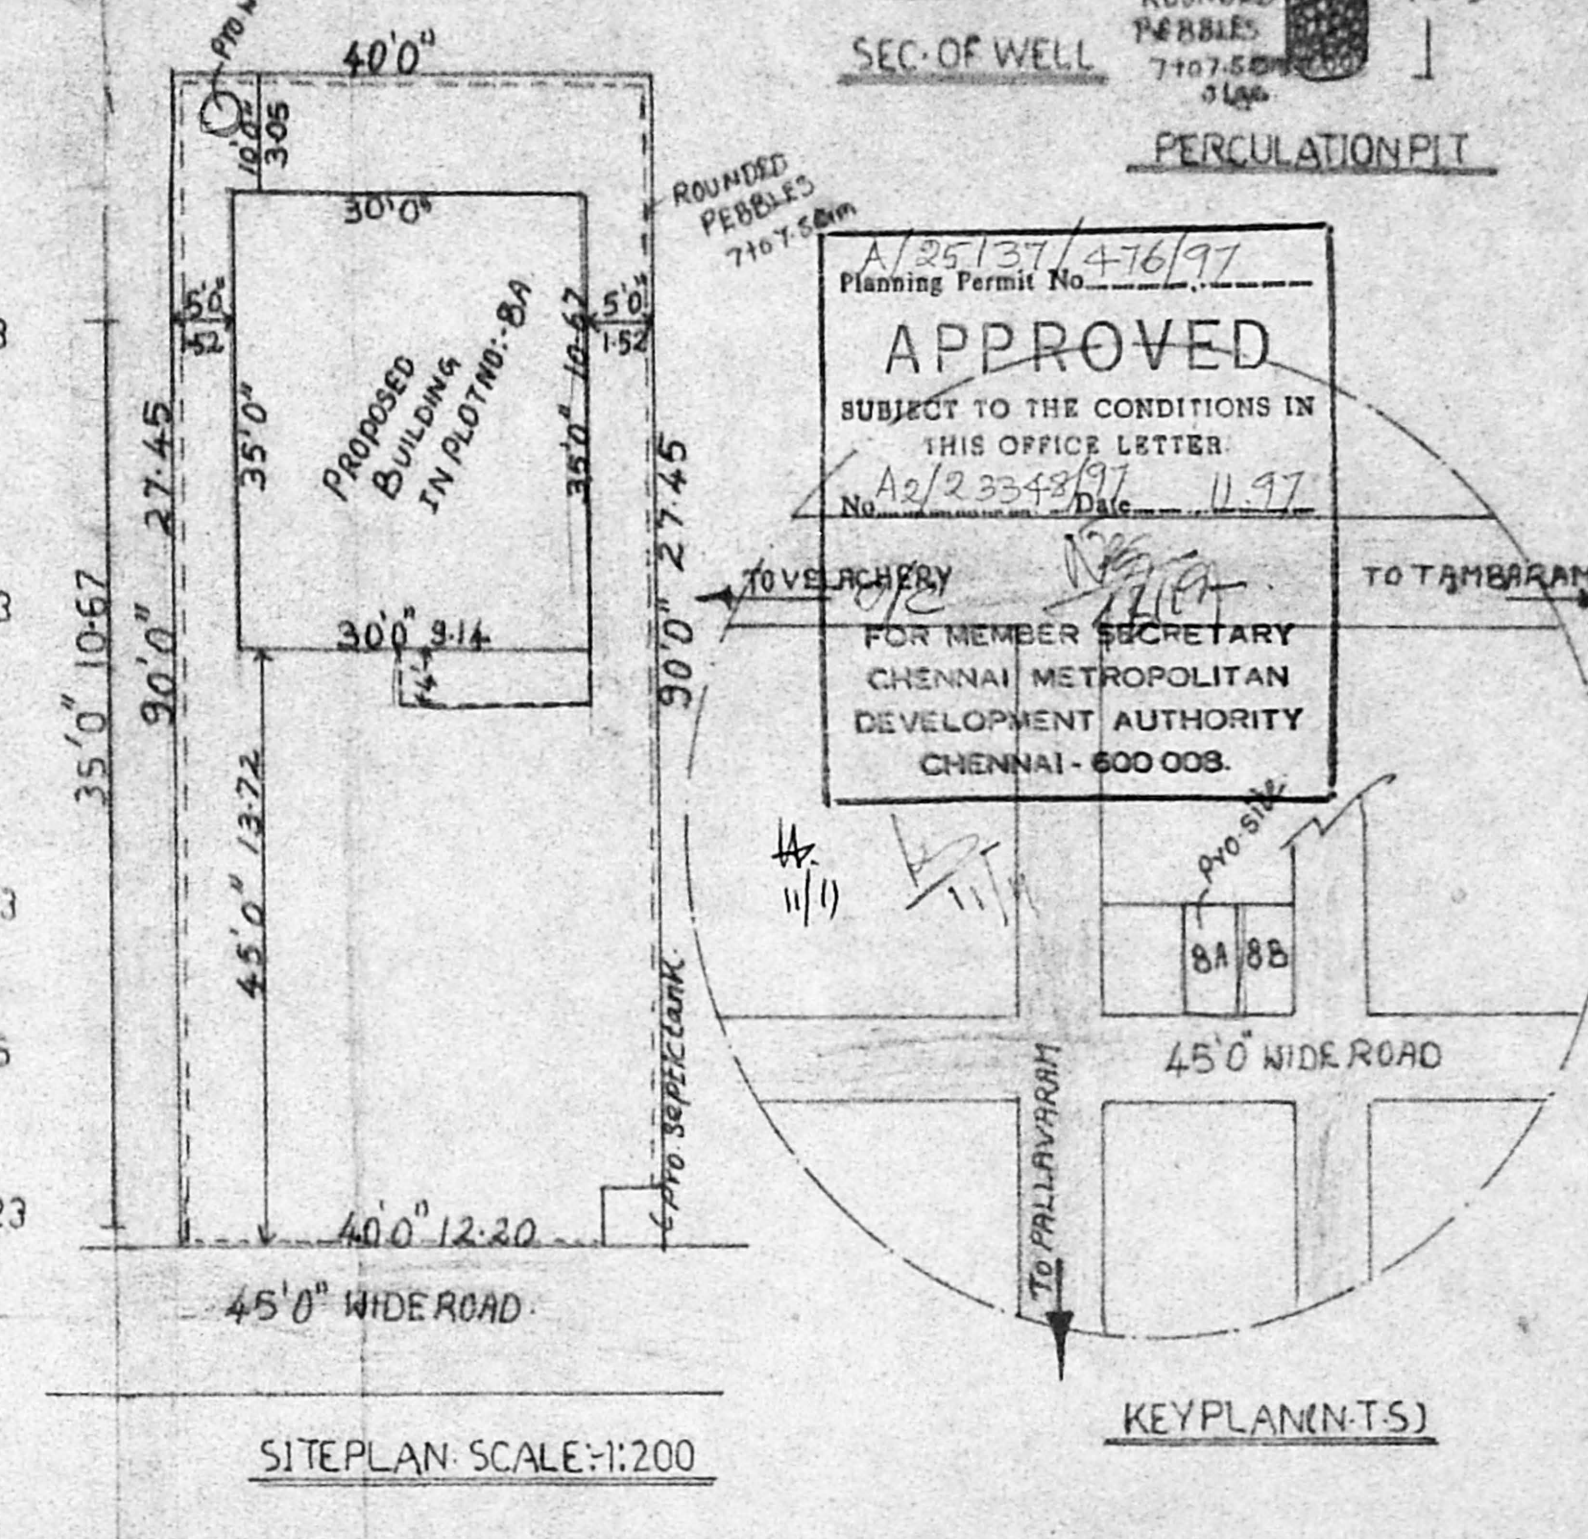 40'0"
10'0"
3.05
30'0"
5'0"
1.52
5'0"
1.52
35'0"
35'0" 10.67
PROPOSED
BUILDING
IN PLOTNO:-8A
90'0" 27.45
90'0" 27.45
35'0" 10.67
30'0" 9.14
45'0" 13.72
Pro. SEPtictank.
40'0" 12.20
45'0" WIDE ROAD.
SITEPLAN. SCALE:-1:200
SEC.OF WELL
PEBBLES
PERCULATION PIT
ROUNDED
PEBBLES
A/25137/476/97
Planning Permit No
APPROVED
SUBJECT TO THE CONDITIONS IN
THIS OFFICE LETTER.
No A2/23348/97 Date 11.97
TO VELACHERY
TO TAMBARAM
FOR MEMBER SECRETARY
CHENNAI METROPOLITAN
DEVELOPMENT AUTHORITY
CHENNAI - 600 008.
11/11
Pro.site
8A
8B
45'0" WIDE ROAD
TO PALLAVARAM
KEYPLAN(N.T.S)